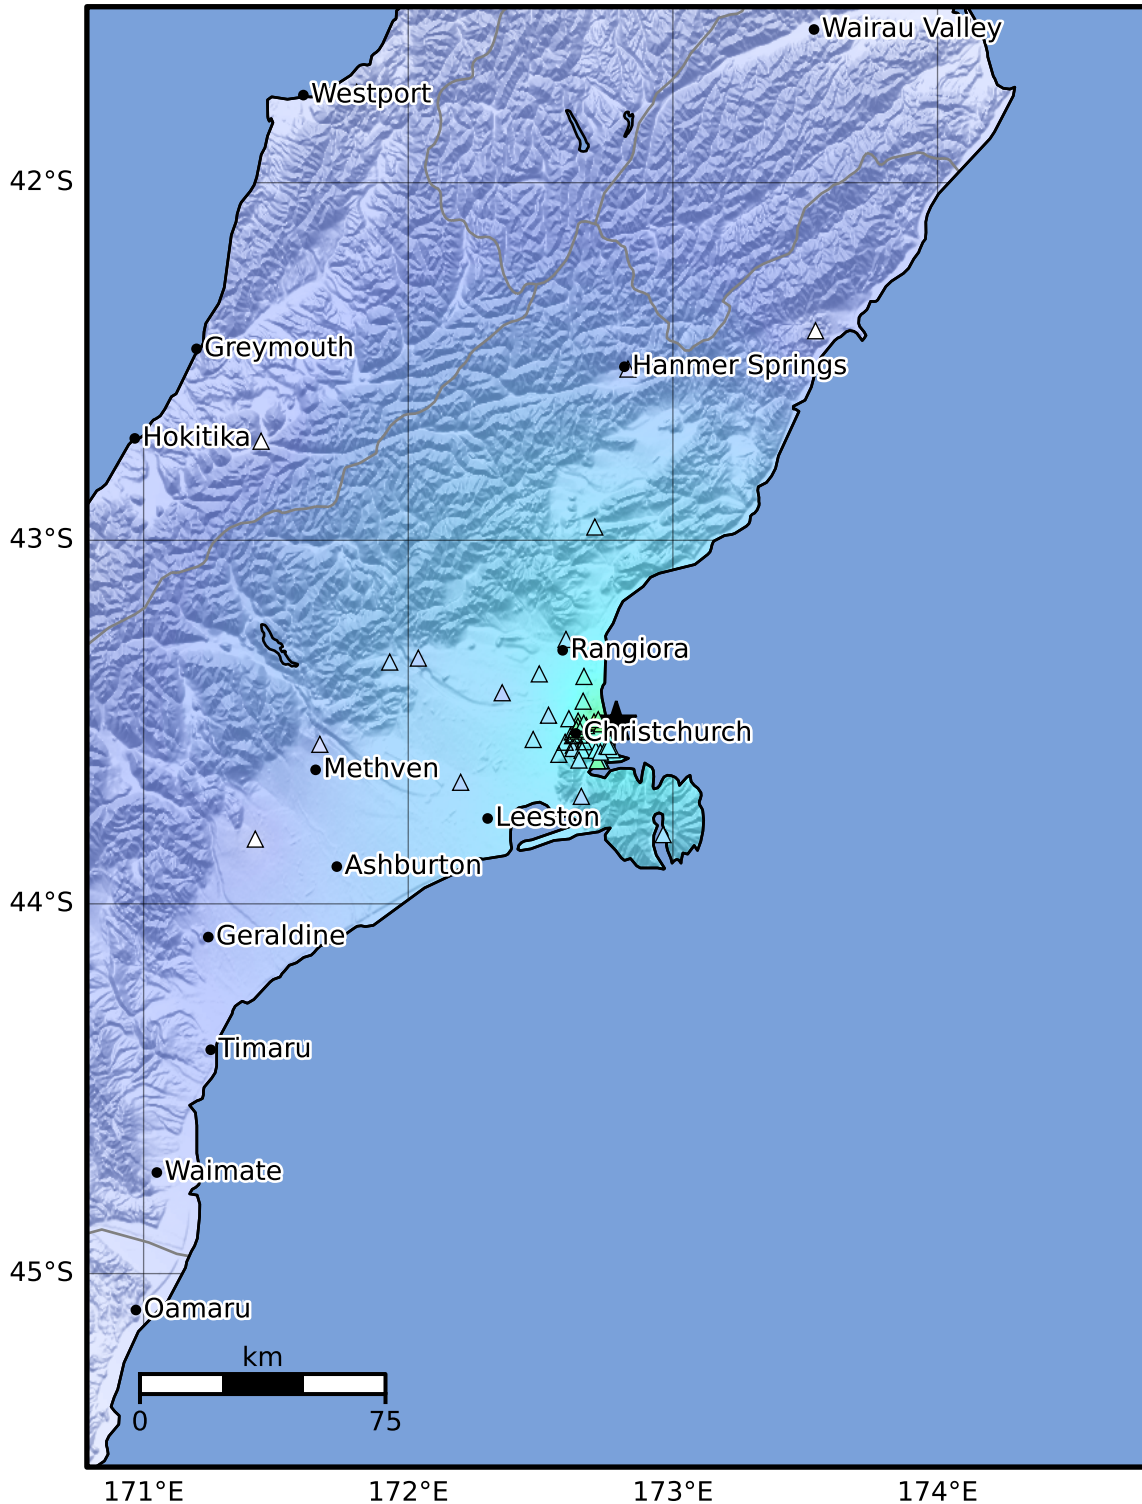 Wairau Valley
Westport
42°S
Greymouth
Hanmer Springs
Hokitika
43°S
Rangiora
Christchurch
Methven
Leeston
Ashburton
44°S
Geraldine
Timaru
Waimate
45°S
Oamaru
km
0 75
171°E 172°E 173°E 174°E